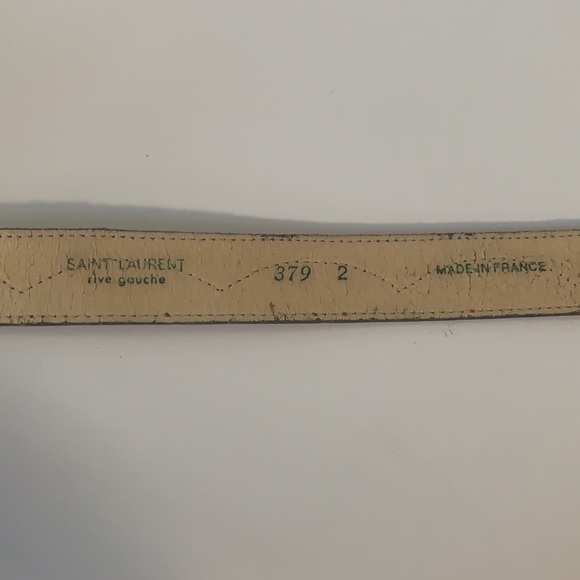 SAINT LAURENT
rive gauche
379 2
MADE IN FRANCE